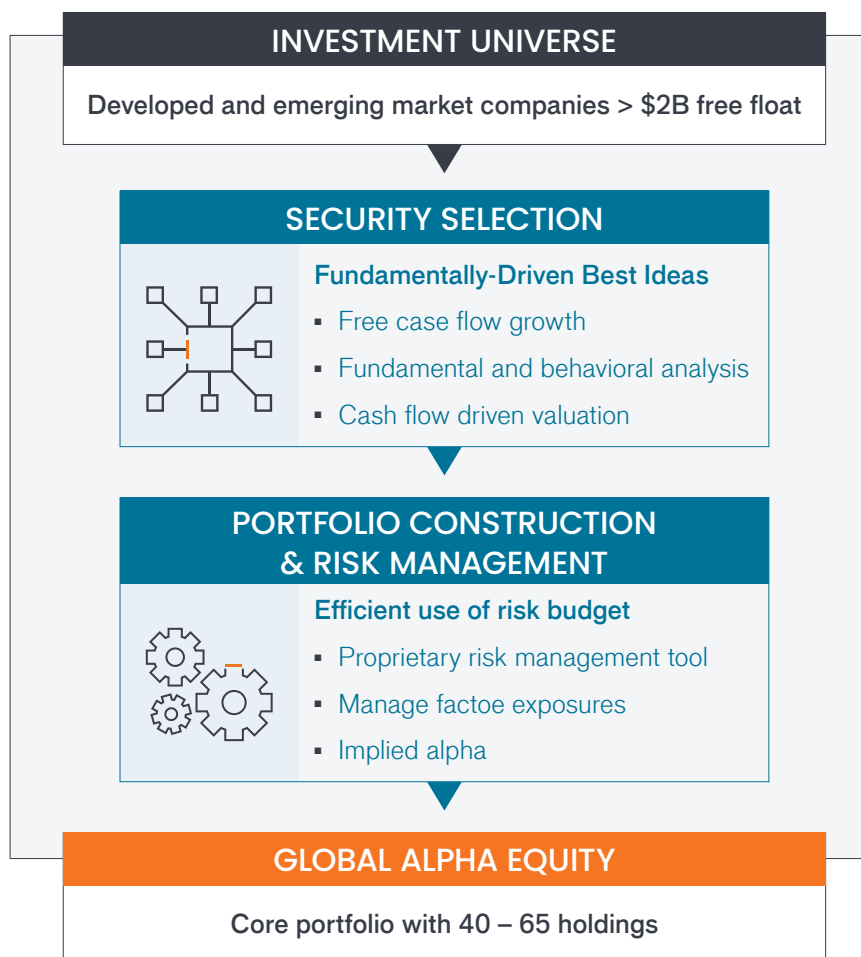 INVESTMENT UNIVERSE
Developed and emerging market companies > $2B free float
SECURITY SELECTION
Fundamentally-Driven Best Ideas
▪ Free case flow growth
▪ Fundamental and behavioral analysis
▪ Cash flow driven valuation
PORTFOLIO CONSTRUCTION
& RISK MANAGEMENT
Efficient use of risk budget
▪ Proprietary risk management tool
▪ Manage factoe exposures
▪ Implied alpha
GLOBAL ALPHA EQUITY
Core portfolio with 40 – 65 holdings